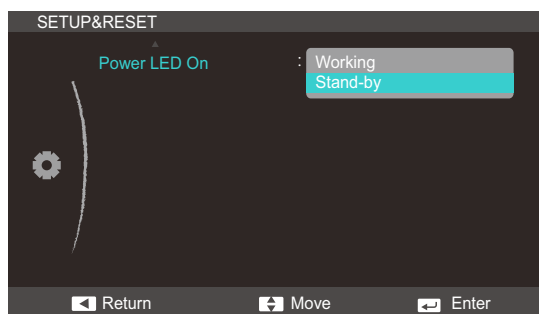 SETUP&RESET
Power LED On : Working
Stand-by
Return Move Enter